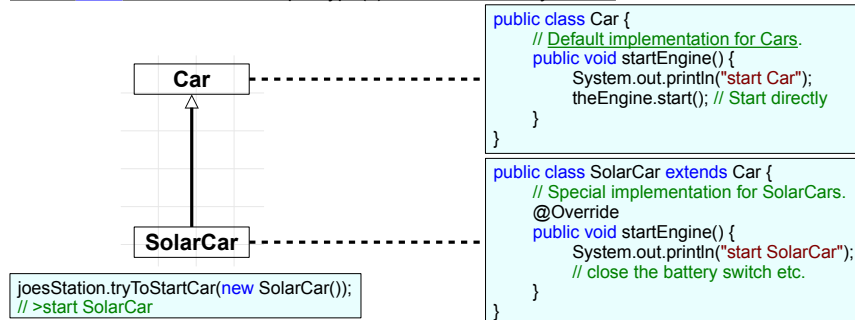 public class Car {
// Default implementation for Cars.
public void startEngine() {
System.out.println("start Car");
theEngine.start(); // Start directly
}
}
Car
public class SolarCar extends Car {
// Special implementation for SolarCars.
@Override
public void startEngine() {
System.out.println("start SolarCar");
// close the battery switch etc.
}
}
SolarCar
joesStation.tryToStartCar(new SolarCar());
// >start SolarCar